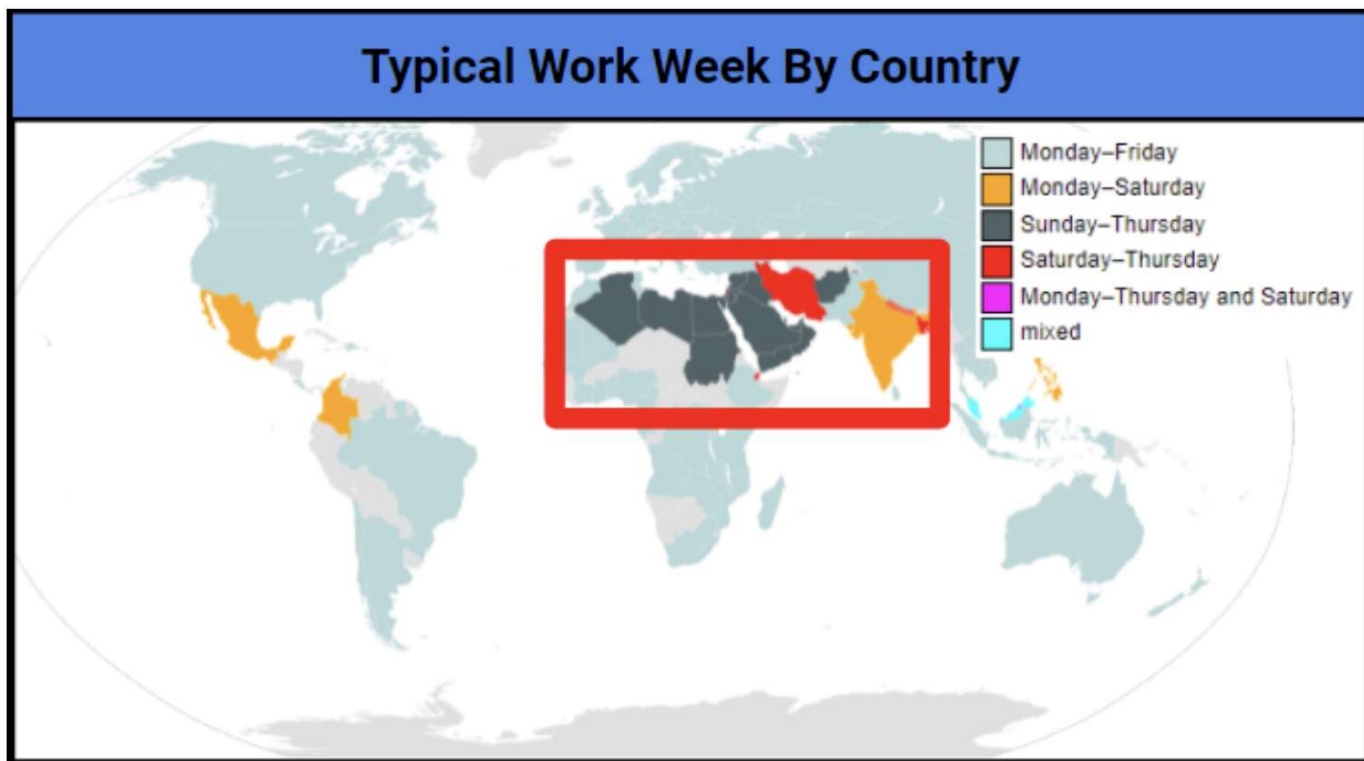 Typical Work Week By Country
Monday–Friday
Monday–Saturday
Sunday–Thursday
Saturday–Thursday
Monday–Thursday and Saturday
mixed